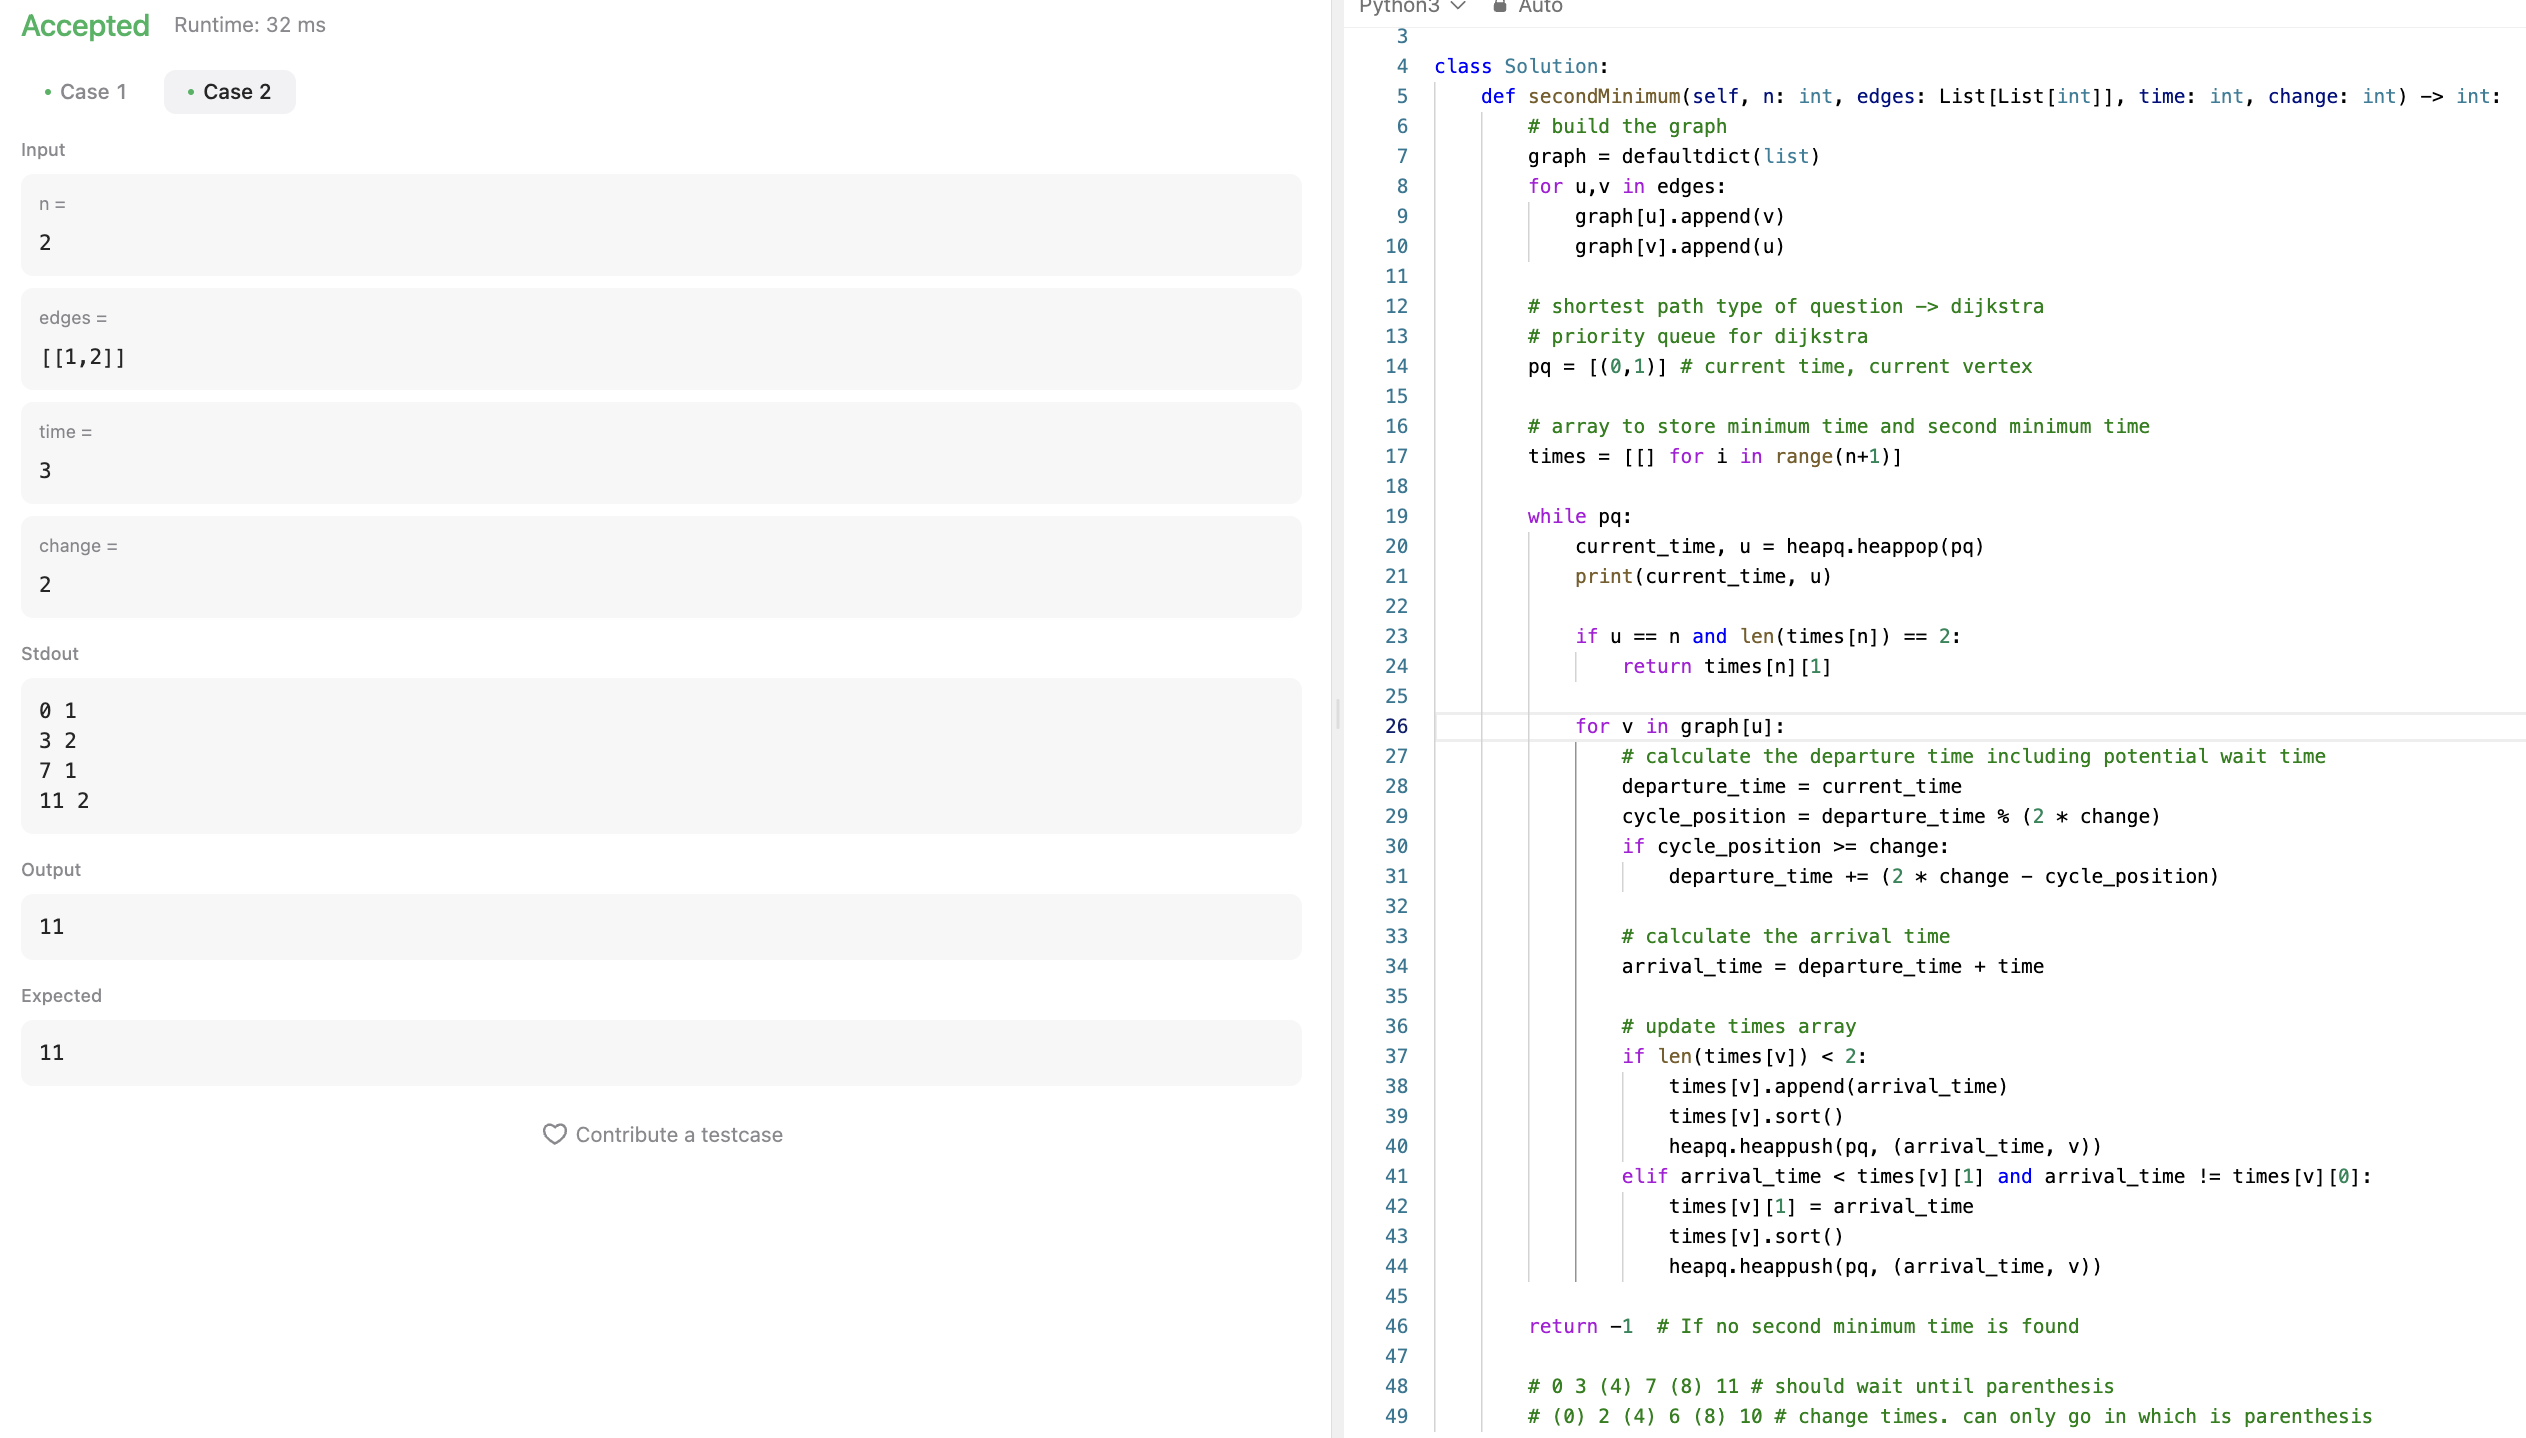 Accepted Runtime: 32 ms
• Case 1 • Case 2
Input
n =
2
edges =
[[1,2]]
time =
3
change =
2
Stdout
0 1
3 2
7 1
11 2
Output
11
Expected
11
Contribute a testcase
Python3 Auto
3
4 class Solution:
5     def secondMinimum(self, n: int, edges: List[List[int]], time: int, change: int) -> int:
6         # build the graph
7         graph = defaultdict(list)
8         for u,v in edges:
9             graph[u].append(v)
10             graph[v].append(u)
11
12         # shortest path type of question -> dijkstra
13         # priority queue for dijkstra
14         pq = [(0,1)] # current time, current vertex
15
16         # array to store minimum time and second minimum time
17         times = [[] for i in range(n+1)]
18
19         while pq:
20             current_time, u = heapq.heappop(pq)
21             print(current_time, u)
22
23             if u == n and len(times[n]) == 2:
24                 return times[n][1]
25
26             for v in graph[u]:
27                 # calculate the departure time including potential wait time
28                 departure_time = current_time
29                 cycle_position = departure_time % (2 * change)
30                 if cycle_position >= change:
31                     departure_time += (2 * change - cycle_position)
32
33                 # calculate the arrival time
34                 arrival_time = departure_time + time
35
36                 # update times array
37                 if len(times[v]) < 2:
38                     times[v].append(arrival_time)
39                     times[v].sort()
40                     heapq.heappush(pq, (arrival_time, v))
41                 elif arrival_time < times[v][1] and arrival_time != times[v][0]:
42                     times[v][1] = arrival_time
43                     times[v].sort()
44                     heapq.heappush(pq, (arrival_time, v))
45
46         return -1  # If no second minimum time is found
47
48         # 0 3 (4) 7 (8) 11 # should wait until parenthesis
49         # (0) 2 (4) 6 (8) 10 # change times. can only go in which is parenthesis